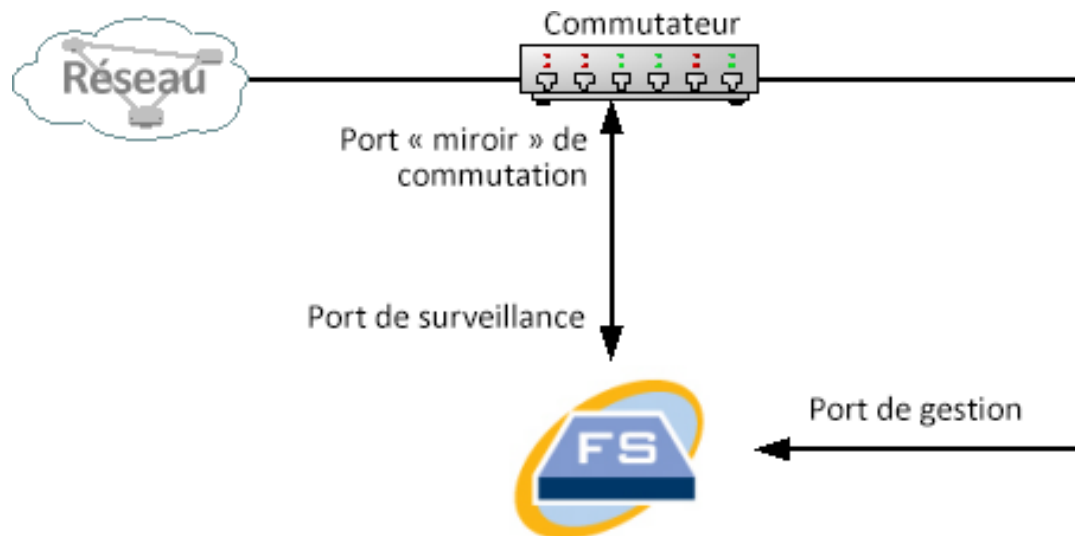 Commutateur
Réseau
Port « miroir » de
commutation
Port de surveillance
Port de gestion
FS